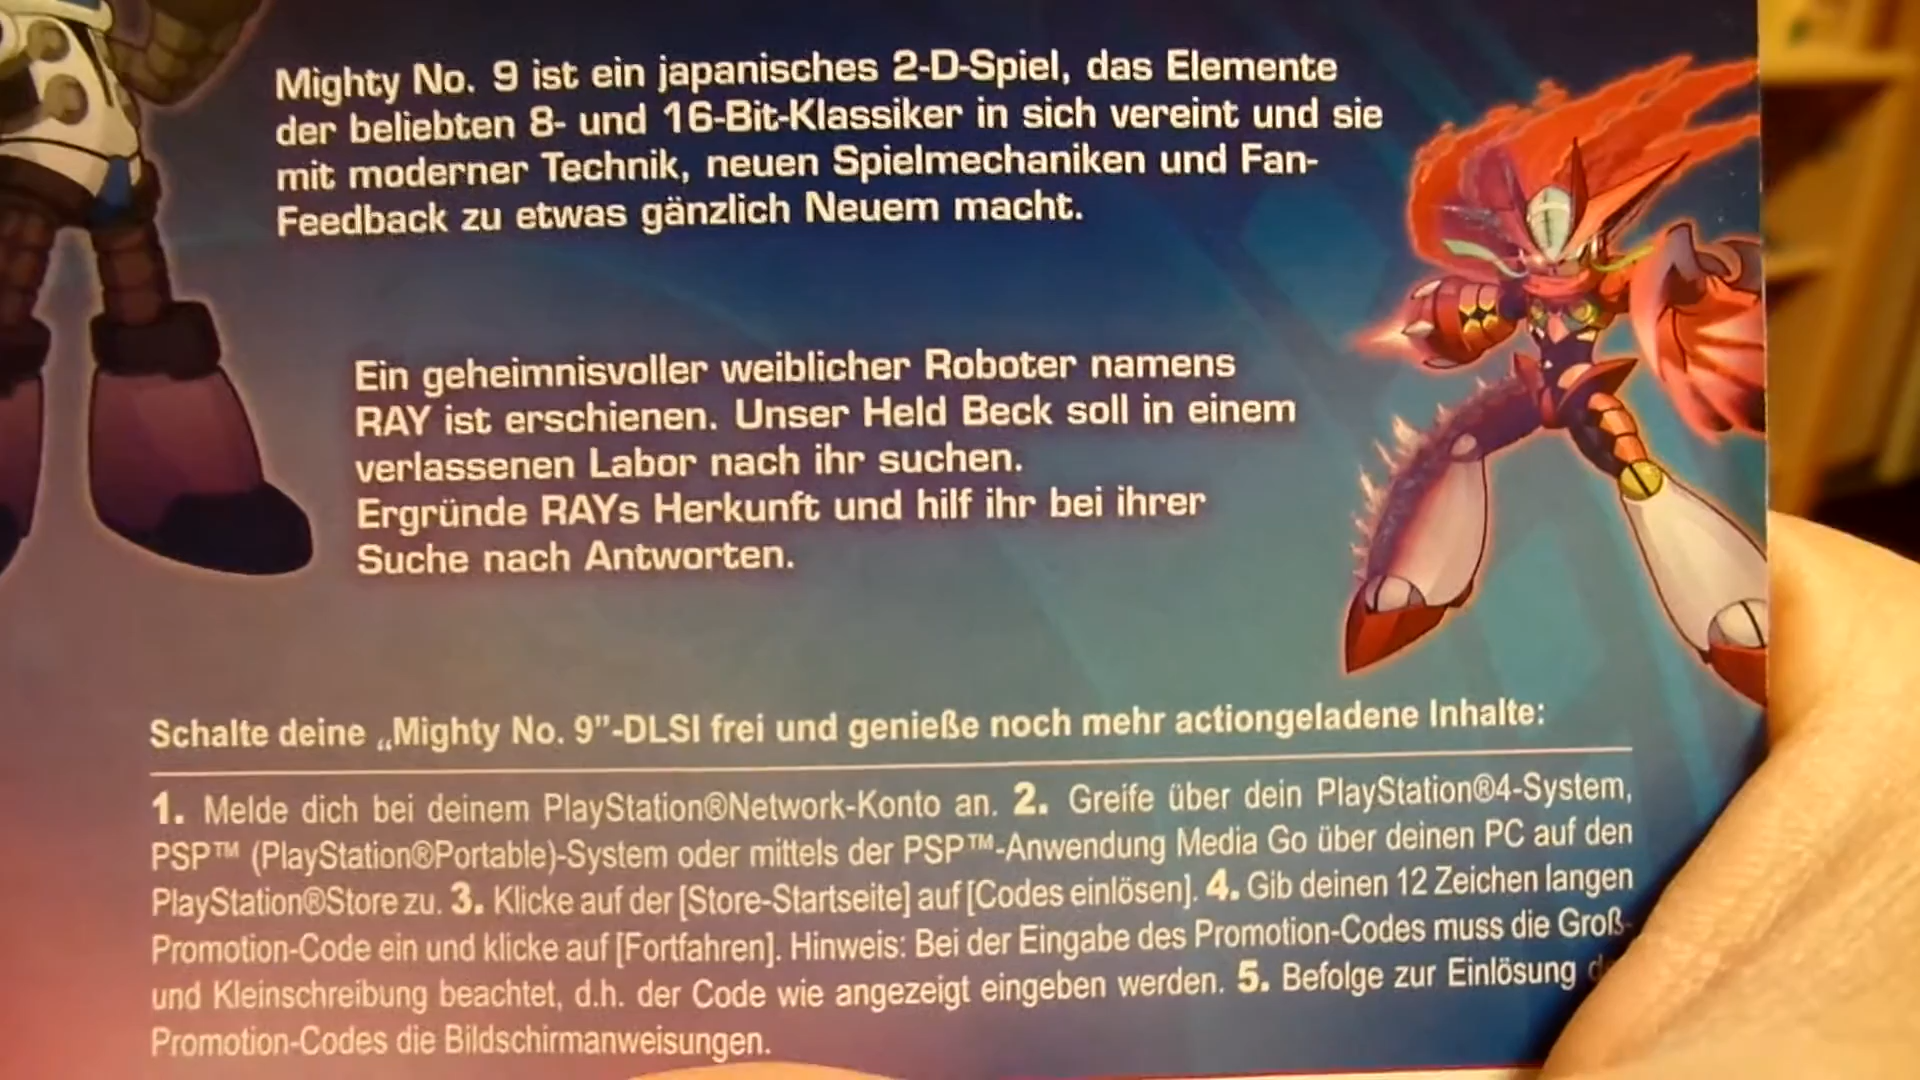 Mighty No. 9 ist ein japanisches 2-D-Spiel, das Elemente
der beliebten 8- und 16-Bit-Klassiker in sich vereint und sie
mit moderner Technik, neuen Spielmechaniken und Fan-
Feedback zu etwas gänzlich Neuem macht.
Ein geheimnisvoller weiblicher Roboter namens
RAY ist erschienen. Unser Held Beck soll in einem
verlassenen Labor nach ihr suchen.
Ergründe RAYs Herkunft und hilf ihr bei ihrer
Suche nach Antworten.
Schalte deine „Mighty No. 9”-DLSI frei und genieße noch mehr actiongeladene Inhalte:
1. Melde dich bei deinem PlayStation®Network-Konto an. 2. Greife über dein PlayStation®4-System,
PSP™ (PlayStation®Portable)-System oder mittels der PSP™-Anwendung Media Go über deinen PC auf den
PlayStation®Store zu. 3. Klicke auf der [Store-Startseite] auf [Codes einlösen]. 4. Gib deinen 12 Zeichen langen
Promotion-Code ein und klicke auf [Fortfahren]. Hinweis: Bei der Eingabe des Promotion-Codes muss die Groß-
und Kleinschreibung beachtet, d.h. der Code wie angezeigt eingeben werden. 5. Befolge zur Einlösung
Promotion-Codes die Bildschirmanweisungen.